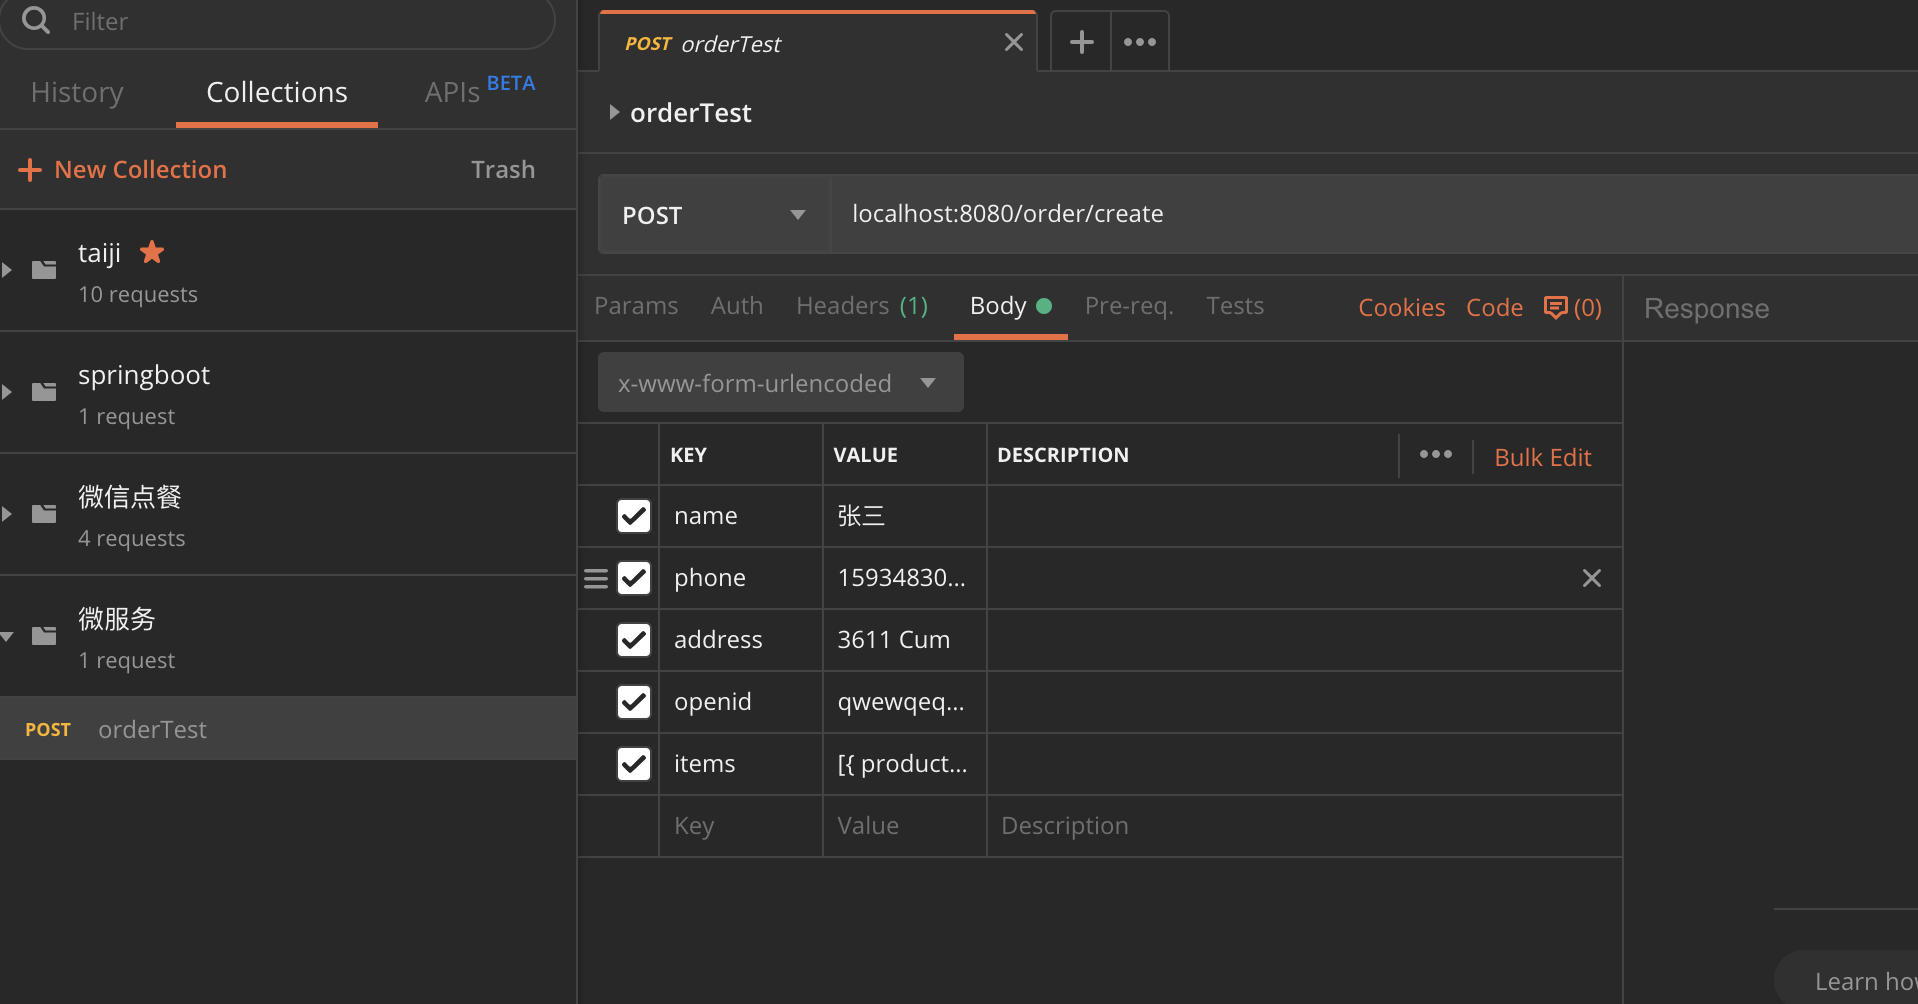 Filter
History
Collections
APIs BETA
New Collection
Trash
taiji
10 requests
springboot
1 request
微信点餐
4 requests
微服务
1 request
POST orderTest
POST orderTest
orderTest
POST
localhost:8080/order/create
Params
Auth
Headers (1)
Body
Pre-req.
Tests
Cookies
Code
(0)
Response
x-www-form-urlencoded
KEY VALUE DESCRIPTION
Bulk Edit
name 张三
phone 15934830...
address 3611 Cum
openid qwewqeq...
items [{ product...
Key Value Description
Learn how